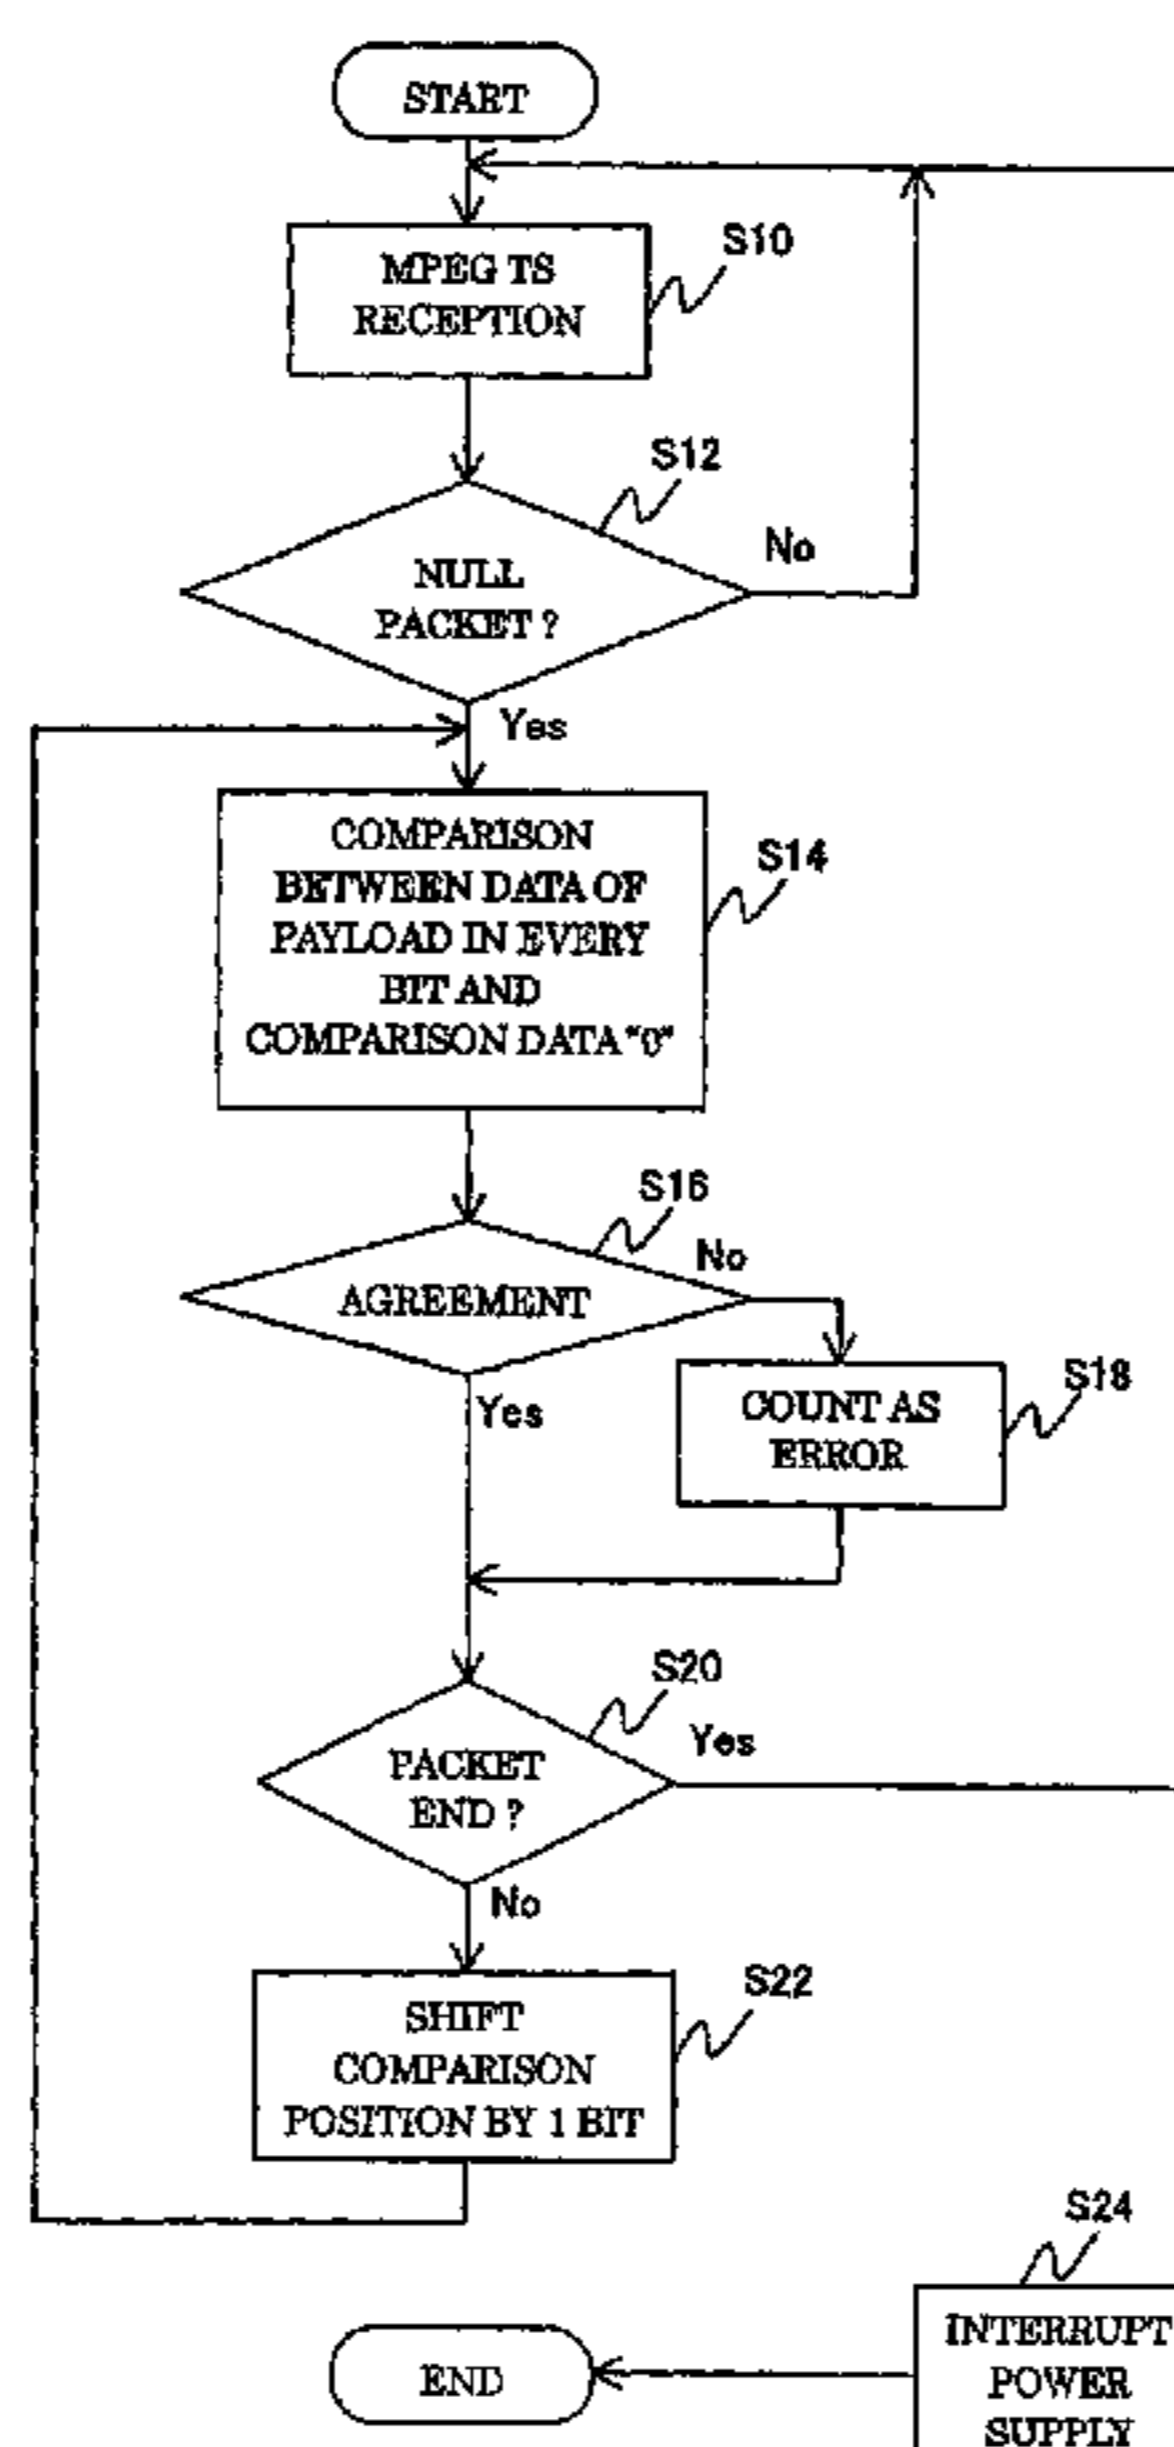 START
MPEG TS
RECEPTION
S10
S12
NULL
PACKET ?
No
Yes
COMPARISON
BETWEEN DATA OF
PAYLOAD IN EVERY
BIT AND
COMPARISON DATA "0"
S14
S16
AGREEMENT
No
Yes
COUNT AS
ERROR
S18
S20
PACKET
END ?
Yes
No
SHIFT
COMPARISON
POSITION BY 1 BIT
S22
S24
INTERRUPT
POWER
SUPPLY
END